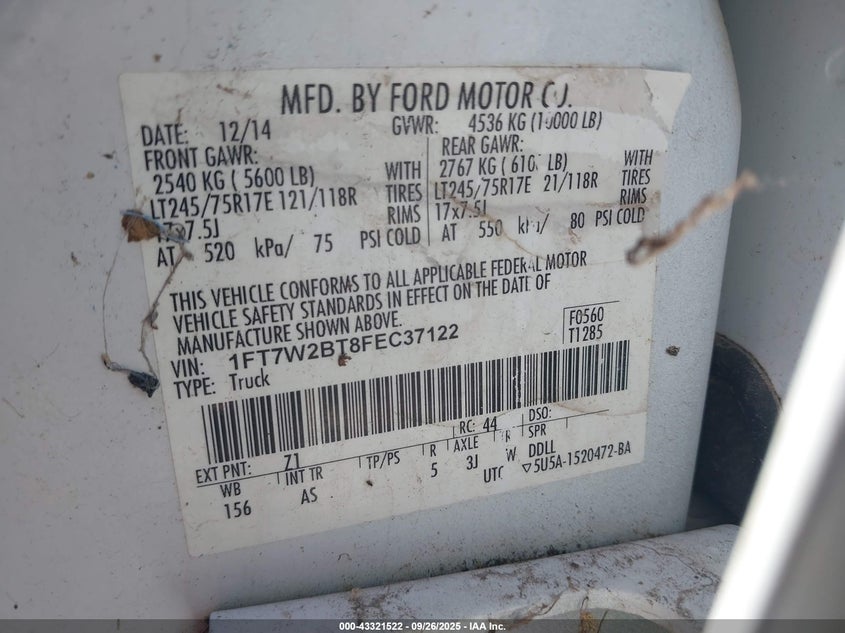 MFD. BY FORD MOTOR CO.
DATE: 12/14 GVWR: 4536 KG (10000 LB)
FRONT GAWR: REAR GAWR:
2540 KG ( 5600 LB) WITH 2767 KG ( 610 LB) WITH
LT245/75R17E 121/118R TIRES LT245/75R17E 21/118R TIRES
17x7.5J RIMS 17x7.5J RIMS
AT 520 kPa/ 75 PSI COLD AT 550 kPa/ 80 PSI COLD
THIS VEHICLE CONFORMS TO ALL APPLICABLE FEDERAL MOTOR
VEHICLE SAFETY STANDARDS IN EFFECT ON THE DATE OF
MANUFACTURE SHOWN ABOVE.
F0560
T1285
VIN: 1FT7W2BT8FEC37122
TYPE: Truck
EXT PNT: Z1 RC: 44 DSO:
WB INT TR TP/PS R AXLE TR SPR
156 AS 5 3J W DDLL
UTC ▽5U5A-1520472-BA
000-43321522 - 09/26/2025 - IAA Inc.